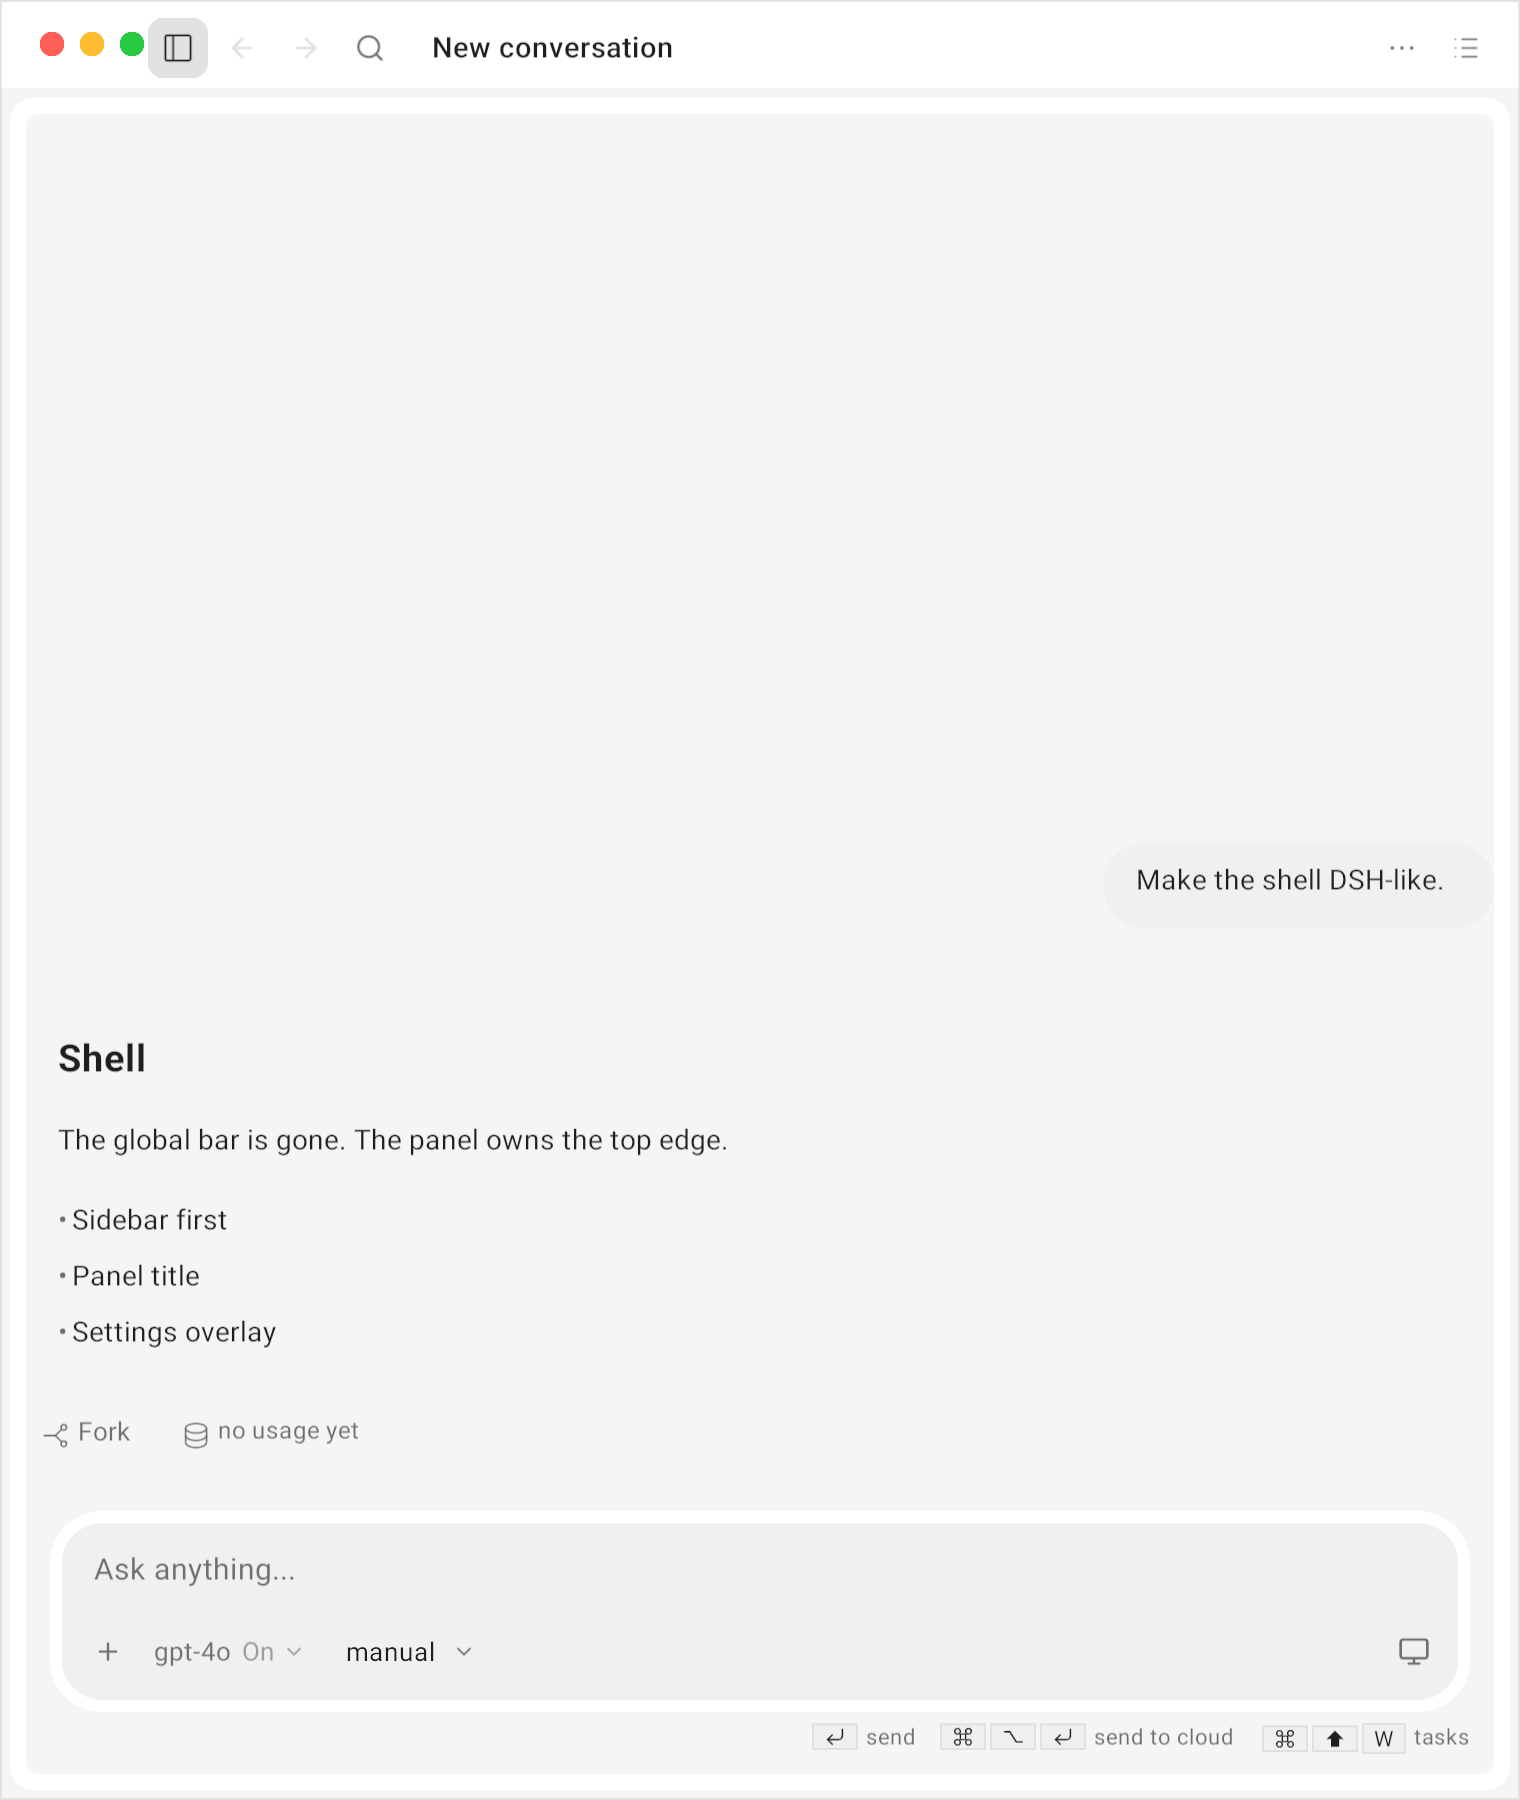 New conversation
Make the shell DSH-like.
Shell
The global bar is gone. The panel owns the top edge.
• Sidebar first
• Panel title
• Settings overlay
Fork no usage yet
Ask anything...
gpt-4o On manual
send ⌘ ⌥ send to cloud ⌘ W tasks